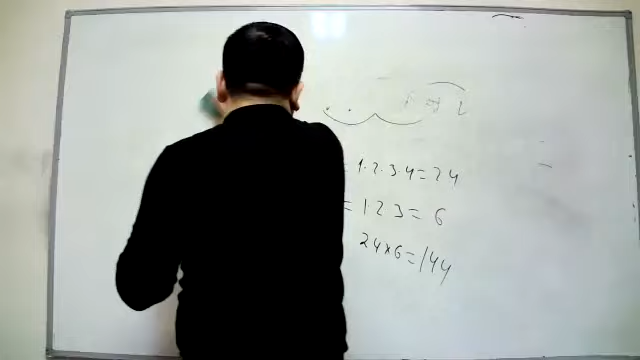 = 1·2·3·4=24
= 1 2 3 = 6
24×6=144